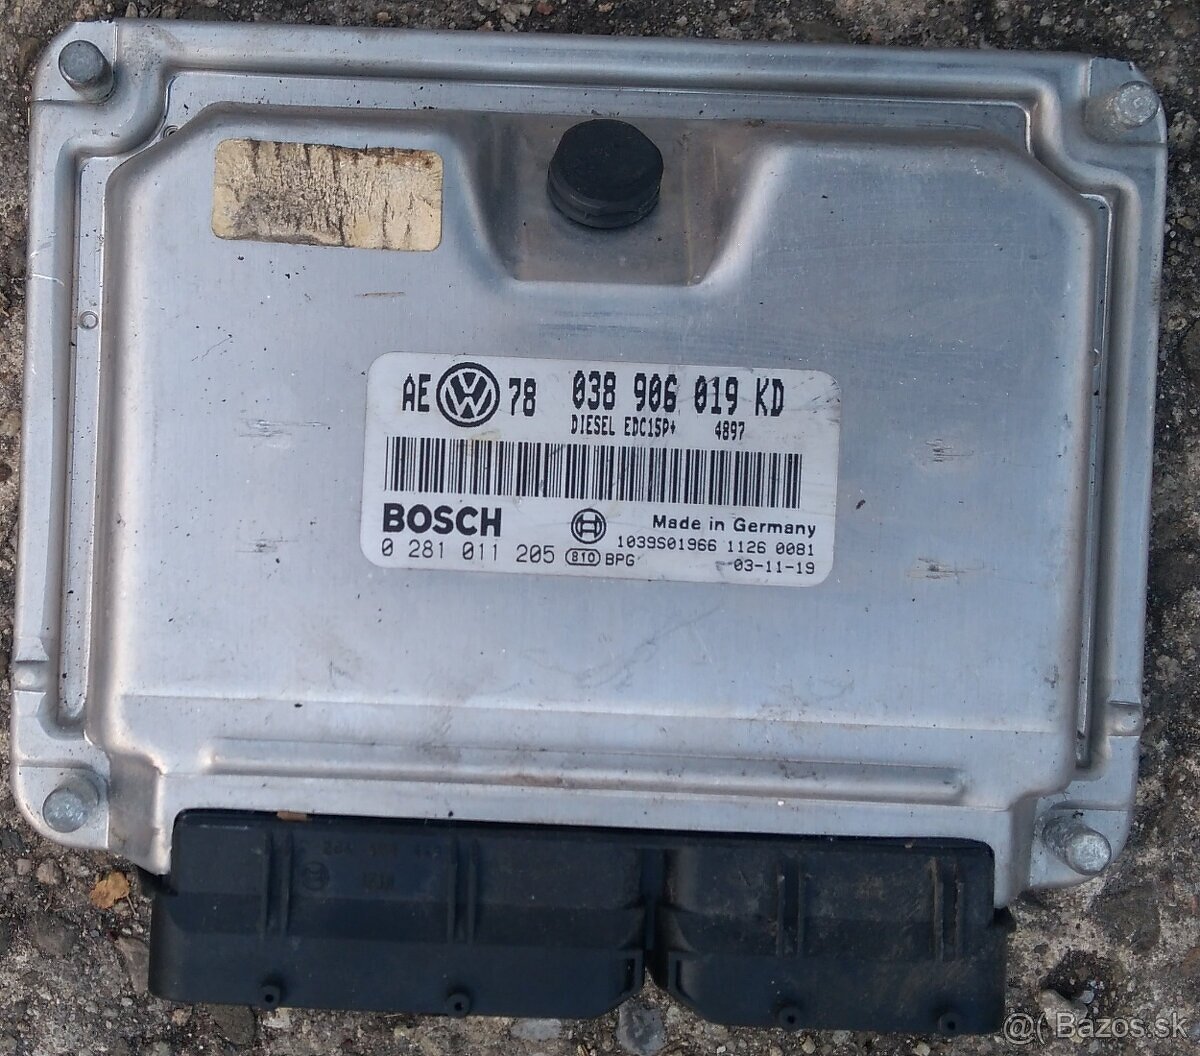 AE VW 78 038 906 019 KD
DIESEL EDC15P+ 4897
BOSCH Made in Germany
1039S01966 1126 0081
0 281 011 205 810 BPG 03-11-19
@( Bazos.sk